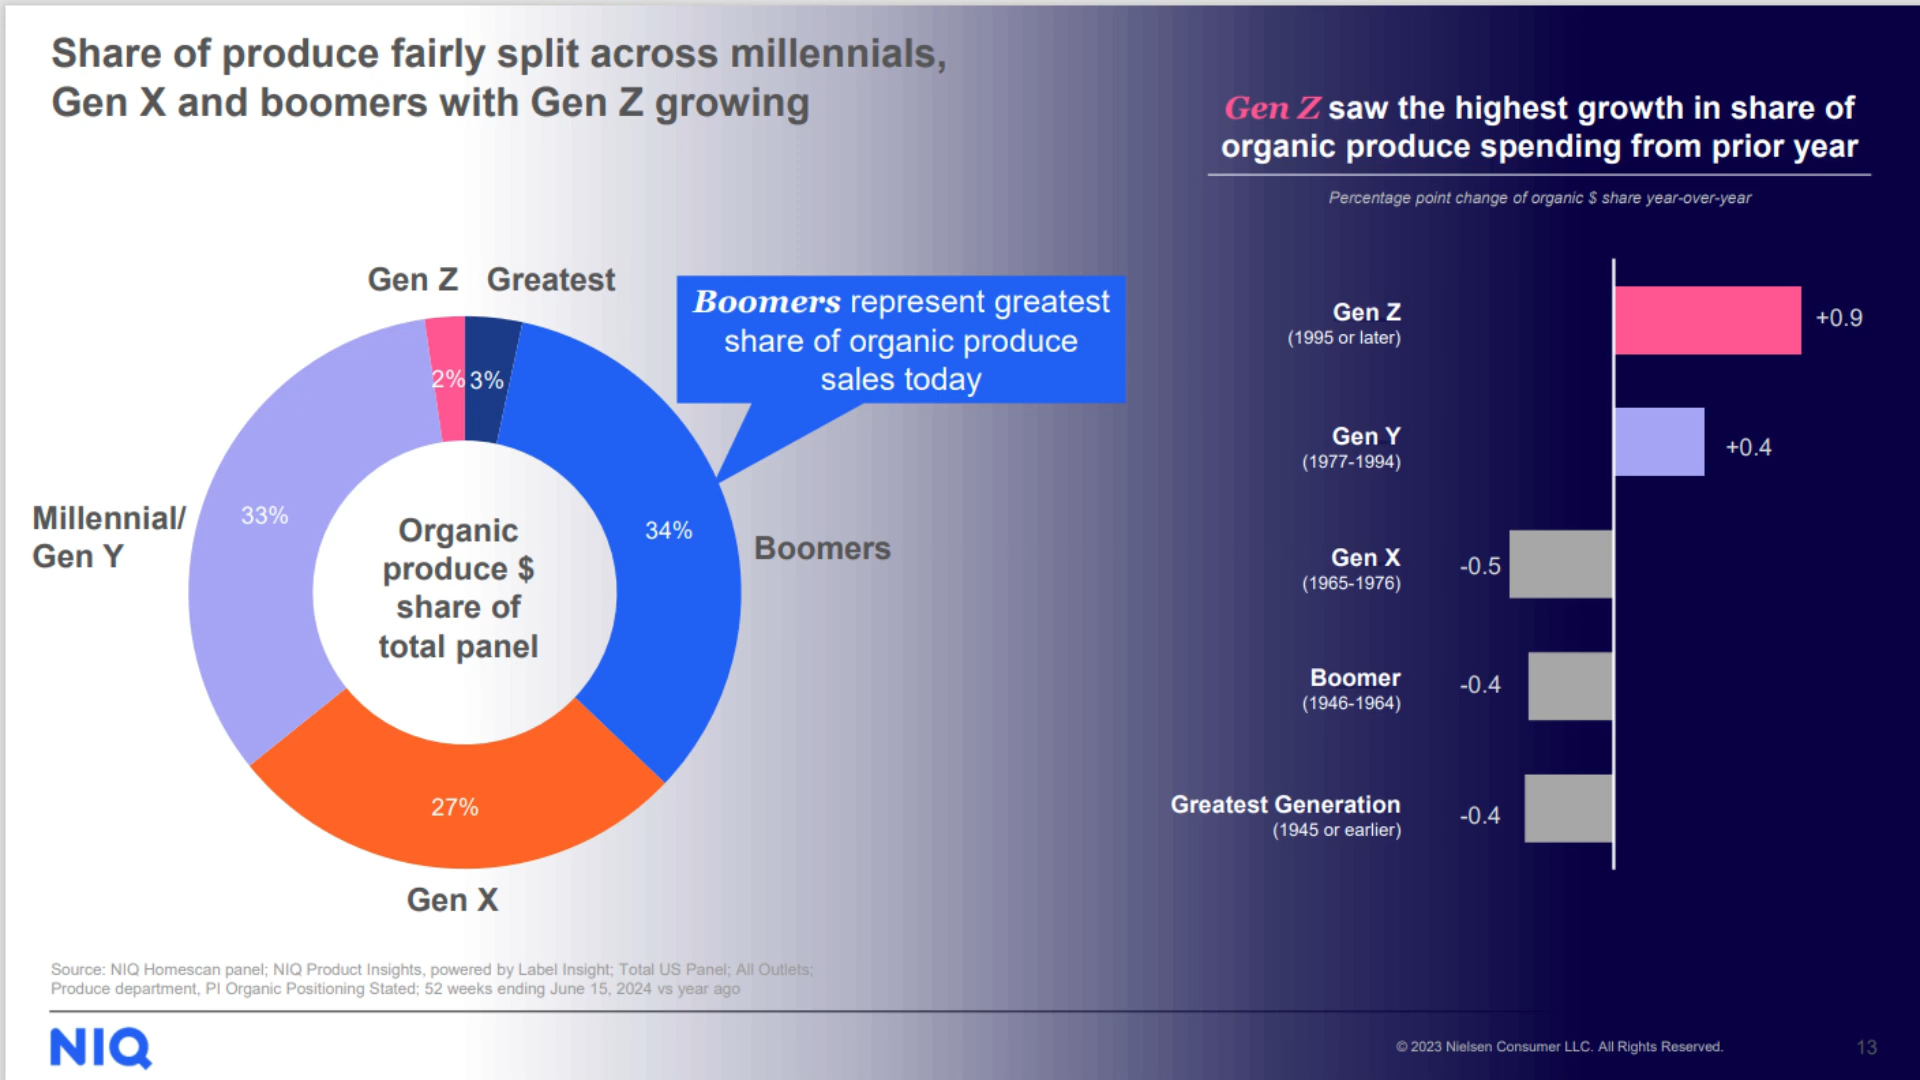 Share of produce fairly split across millennials,
Gen X and boomers with Gen Z growing
Gen Z saw the highest growth in share of
organic produce spending from prior year
Percentage point change of organic $ share year-over-year
Gen Z
Greatest
Boomers represent greatest
share of organic produce
sales today
2%
3%
33%
34%
27%
Millennial/
Gen Y
Organic
produce $
share of
total panel
Boomers
Gen X
Gen Z
(1995 or later)
+0.9
Gen Y
(1977-1994)
+0.4
Gen X
(1965-1976)
-0.5
Boomer
(1946-1964)
-0.4
Greatest Generation
(1945 or earlier)
-0.4
Source: NIQ Homescan panel; NIQ Product Insights, powered by Label Insight; Total US Panel; All Outlets;
Produce department, PI Organic Positioning Stated; 52 weeks ending June 15, 2024 vs year ago
NIQ
© 2023 Nielsen Consumer LLC. All Rights Reserved.
13